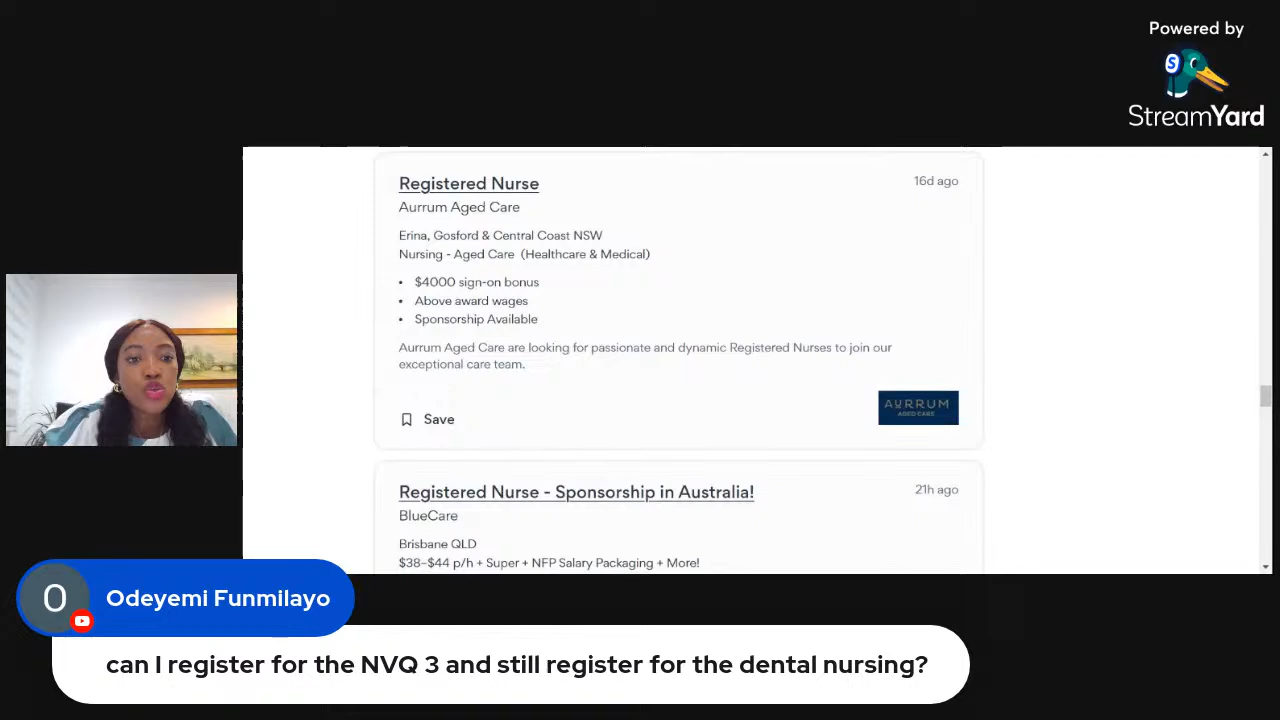 Powered by
StreamYard
Registered Nurse
16d ago
Aurrum Aged Care
Erina, Gosford & Central Coast NSW
Nursing - Aged Care (Healthcare & Medical)
• $4000 sign-on bonus
• Above award wages
• Sponsorship Available
Aurrum Aged Care are looking for passionate and dynamic Registered Nurses to join our
exceptional care team.
Save
AURRUM
AGED CARE
Registered Nurse - Sponsorship in Australia!
21h ago
BlueCare
Brisbane QLD
$38-$44 p/h + Super + NFP Salary Packaging + More!
O
Odeyemi Funmilayo
can I register for the NVQ 3 and still register for the dental nursing?